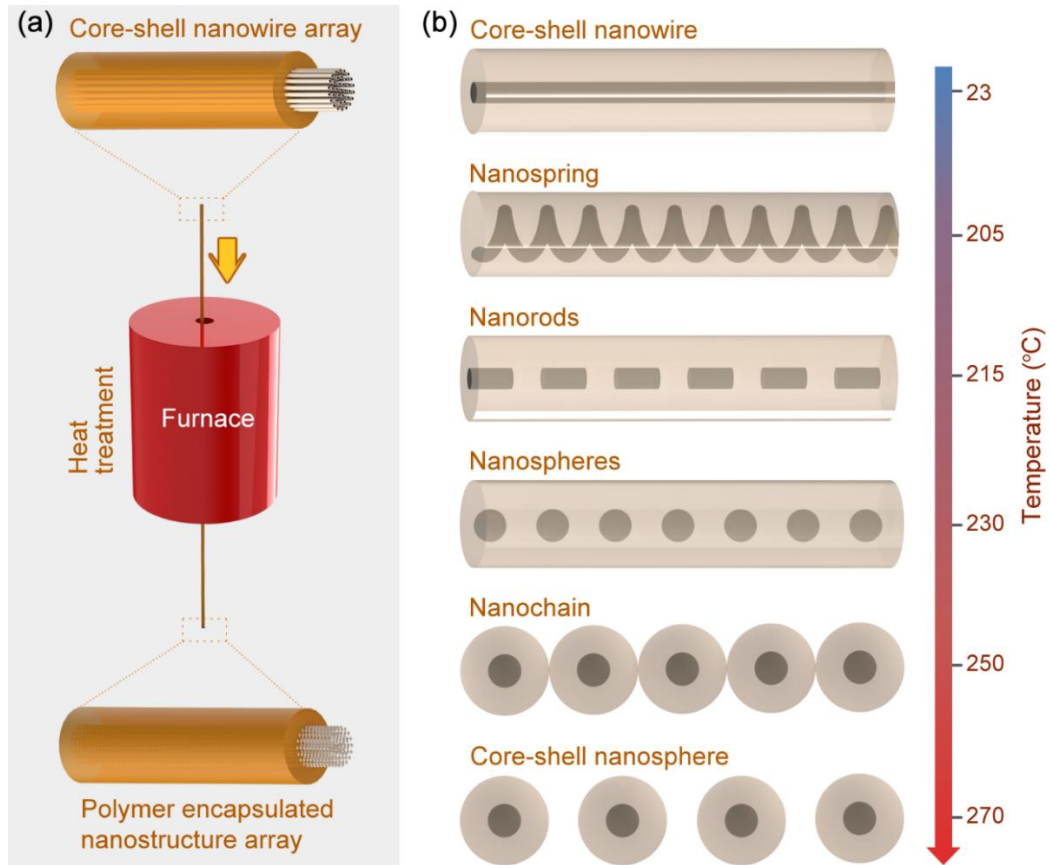 (a)
Core-shell nanowire array
Heat
treatment
Furnace
Polymer encapsulated
nanostructure array
(b)
Core-shell nanowire
Nanospring
Nanorods
Nanospheres
Nanochain
Core-shell nanosphere
23
205
215
230
250
270
Temperature (°C)